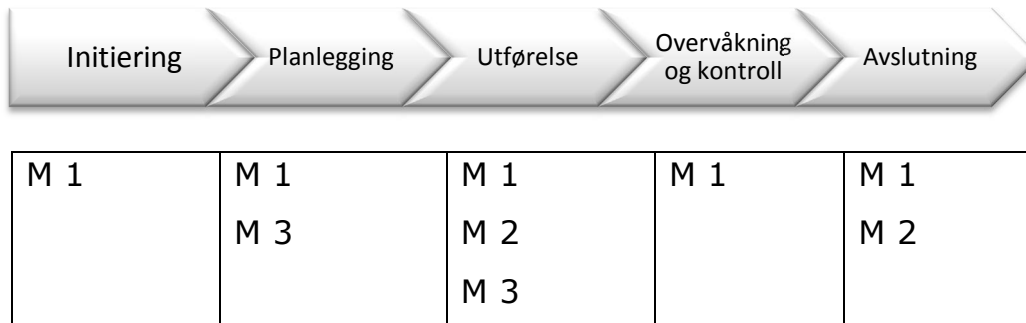 Initiering
Planlegging
Utførelse
Overvåkning
og kontroll
Avslutning
M 1 M 1 M 1 M 1 M 1
M 3 M 2 M 2
M 3